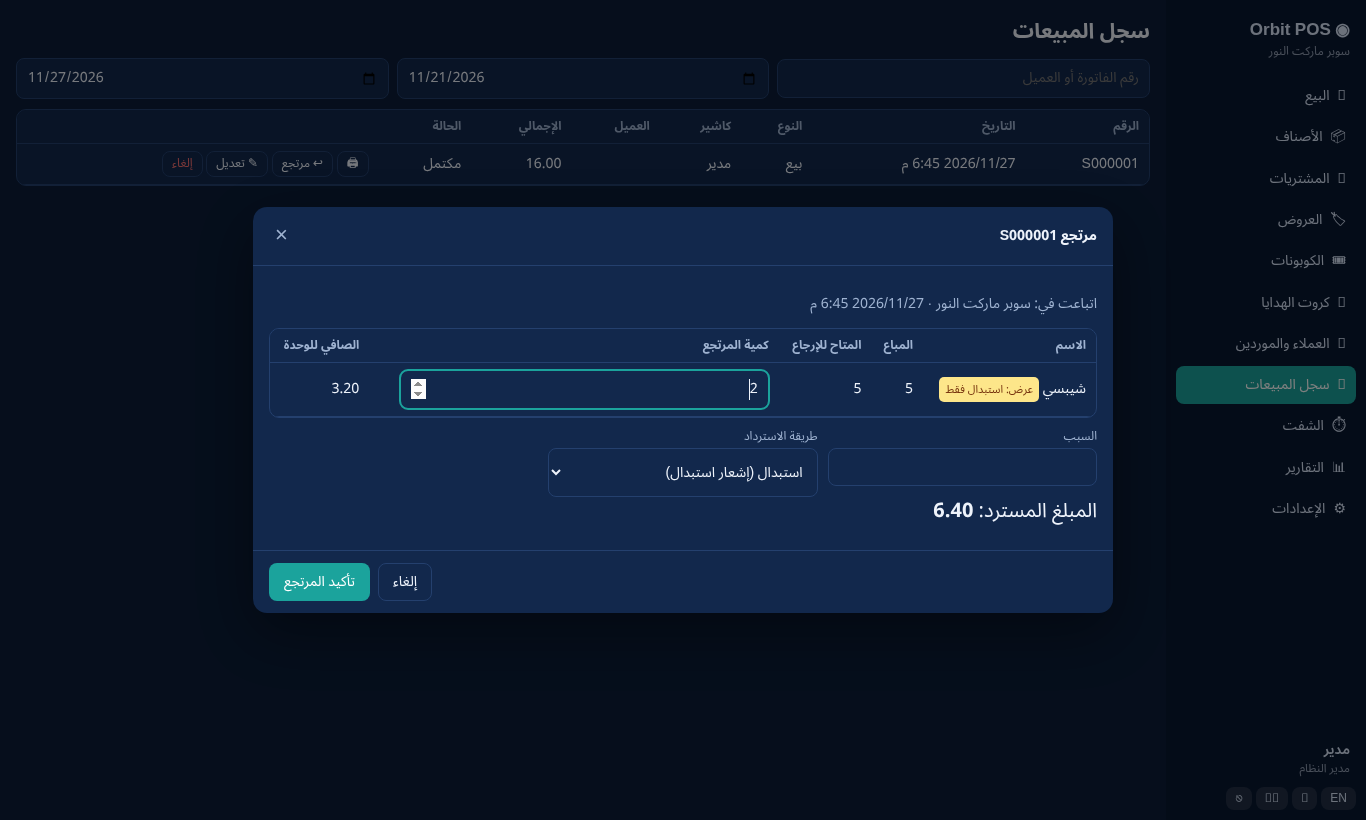 Orbit POS
سوبر ماركت النور
البيع
الأصناف
المشتريات
العروض
الكوبونات
كروت الهدايا
العملاء والموردين
سجل المبيعات
الشفت
التقارير
الإعدادات
مدير
مدير النظام
EN
سجل المبيعات
رقم الفاتورة أو العميل
11/21/2026
11/27/2026
الرقم التاريخ النوع كاشير العميل الإجمالي الحالة
S000001 2026/11/27 6:45 م بيع مدير 16.00 مكتمل مرتجع تعديل إلغاء
مرتجع S000001 ×
اتباعت في: سوبر ماركت النور · 2026/11/27 6:45 م
الاسم المباع المتاح للإرجاع كمية المرتجع الصافي للوحدة
شيبسي عرض: استبدال فقط 5 5 2 3.20
السبب طريقة الاسترداد
استبدال (إشعار استبدال)
المبلغ المسترد: 6.40
إلغاء تأكيد المرتجع